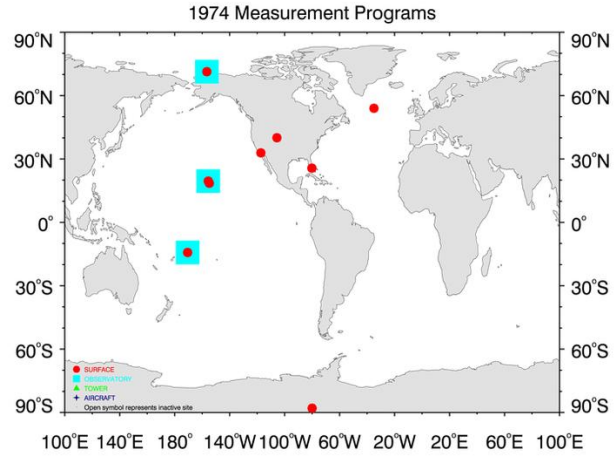 1974 Measurement Programs
90°N 90°N
60°N 60°N
30°N 30°N
0° 0°
30°S 30°S
60°S 60°S
SURFACE
OBSERVATORY
TOWER
AIRCRAFT
Open symbol represents inactive site
90°S 90°S
100°E 140°E 180° 140°W 100°W 60°W 20°W 20°E 60°E 100°E